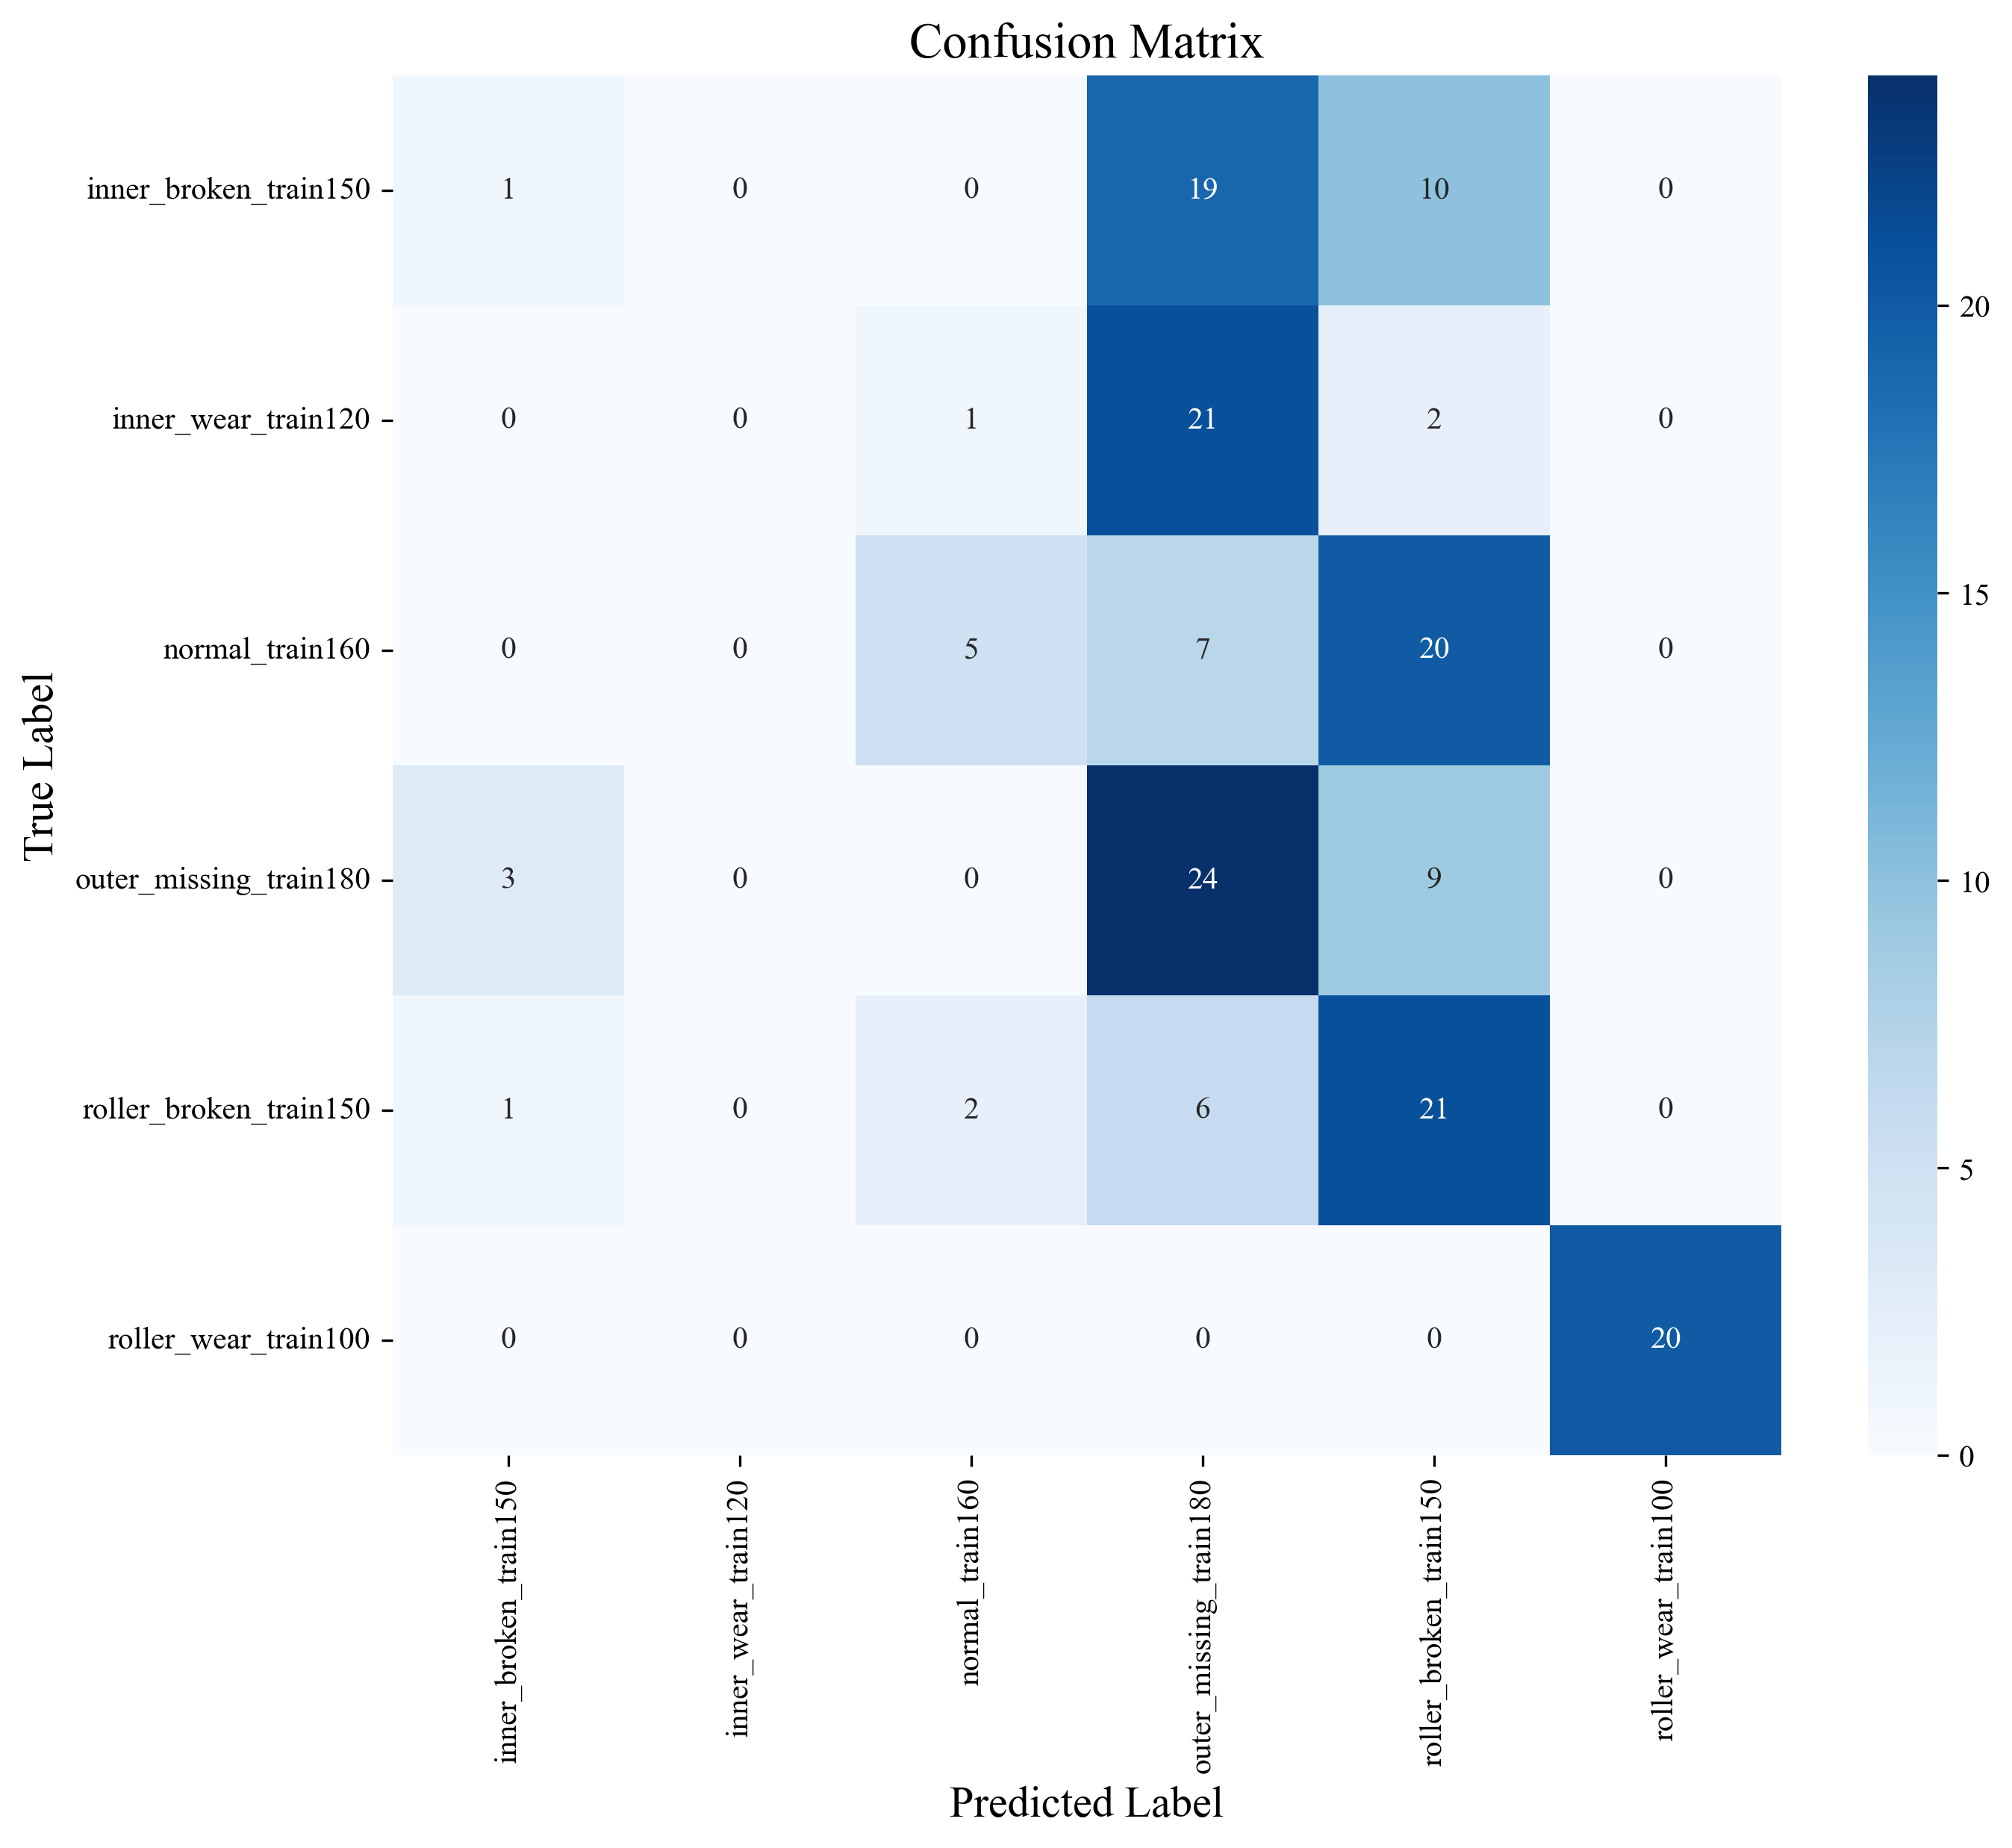 Confusion Matrix
True Label
inner_broken_train150 1 0 0 19 10 0
inner_wear_train120 0 0 1 21 2 0
normal_train160 0 0 5 7 20 0
outer_missing_train180 3 0 0 24 9 0
roller_broken_train150 1 0 2 6 21 0
roller_wear_train100 0 0 0 0 0 20
inner_broken_train150
inner_wear_train120
normal_train160
outer_missing_train180
roller_broken_train150
roller_wear_train100
Predicted Label
20
15
10
5
0